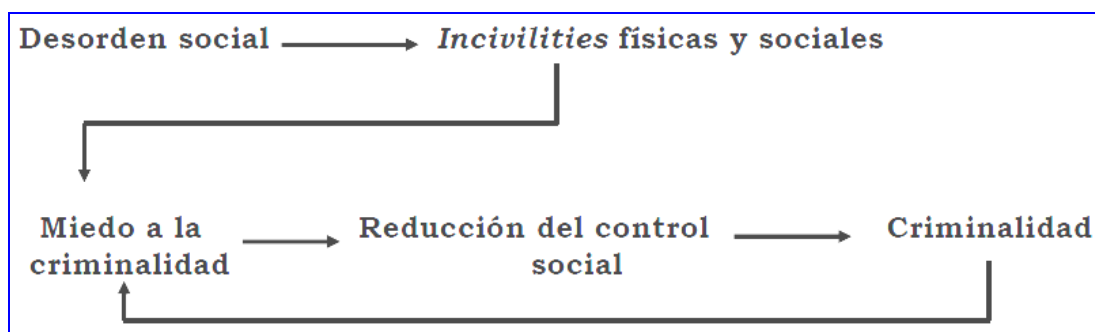 Desorden social Incivilities físicas y sociales
Miedo a la criminalidad
Reducción del control social
Criminalidad